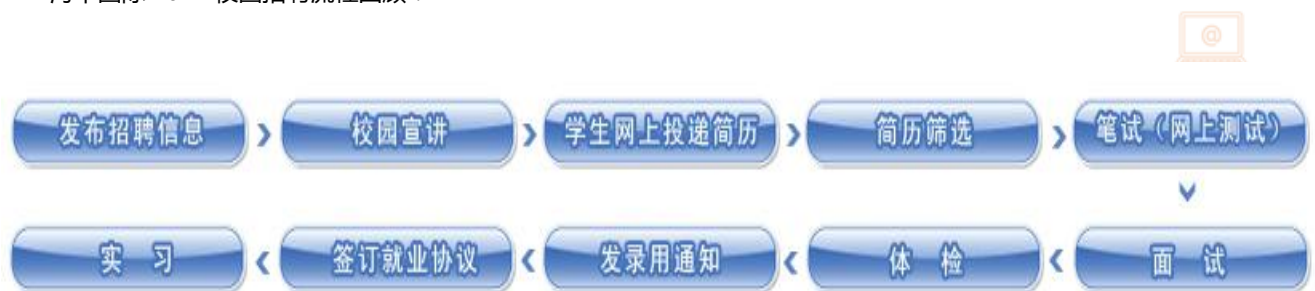 发布招聘信息 › 校园宣讲 › 学生网上投递简历 › 简历筛选 › 笔试（网上测试）
实 习 ‹ 签订就业协议 ‹ 发录用通知 ‹ 体 检 ‹ 面 试